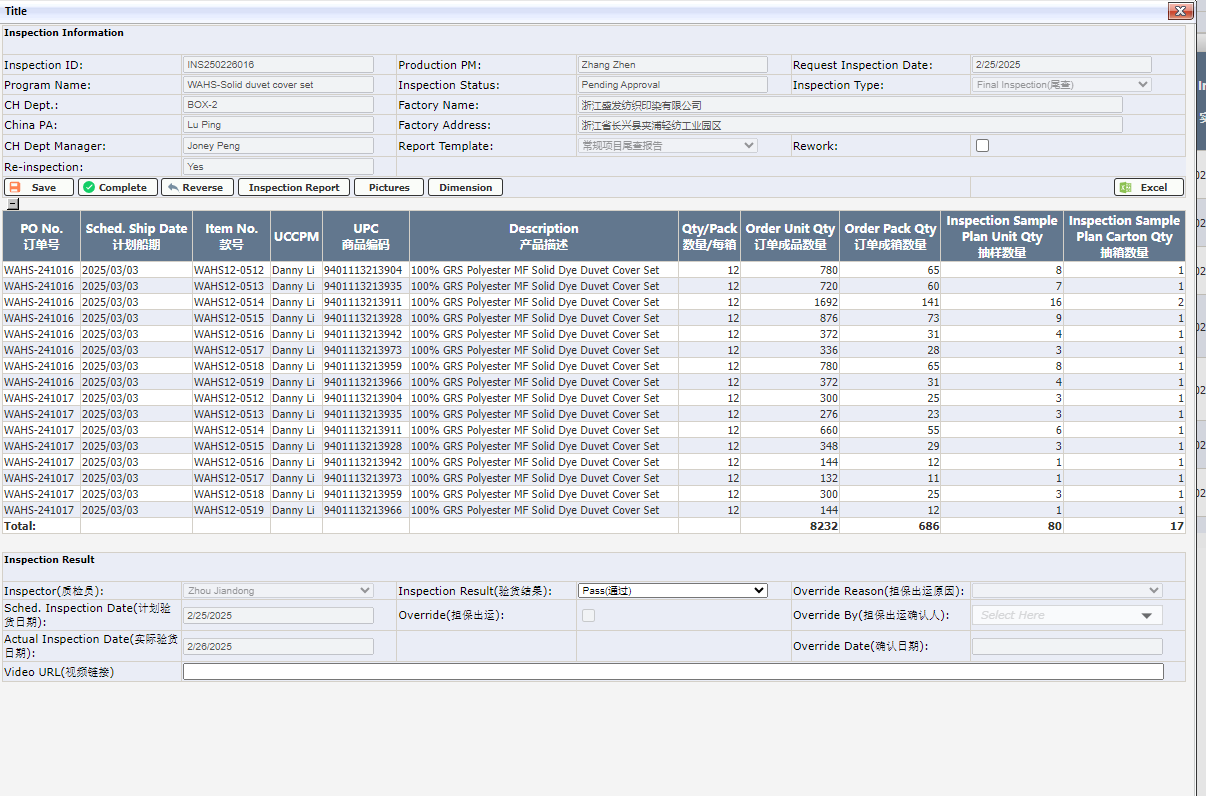 Title
Inspection Information
Inspection ID: INS250226016 Production PM: Zhang Zhen Request Inspection Date: 2/25/2025
Program Name: WAHS-Solid duvet cover set Inspection Status: Pending Approval Inspection Type: Final Inspection(尾查)
CH Dept.: BOX-2 Factory Name: 浙江盛发纺织印染有限公司
China PA: Lu Ping Factory Address: 浙江省长兴县夹浦轻纺工业园区
CH Dept Manager: Joney Peng Report Template: 常规项目尾查报告 Rework:
Re-inspection: Yes
Save Complete Reverse Inspection Report Pictures Dimension Excel
PO No. Sched. Ship Date Item No. UCCPM UPC Description Qty/Pack Order Unit Qty Order Pack Qty Inspection Sample Plan Unit Qty Inspection Sample Plan Carton Qty
订单号 计划船期 款号 商品编码 产品描述 数量/每箱 订单成品数量 订单成箱数量 抽样数量 抽箱数量
WAHS-241016 2025/03/03 WAHS12-0512 Danny Li 9401113213904 100% GRS Polyester MF Solid Dye Duvet Cover Set 12 780 65 8 1
WAHS-241016 2025/03/03 WAHS12-0513 Danny Li 9401113213935 100% GRS Polyester MF Solid Dye Duvet Cover Set 12 720 60 7 1
WAHS-241016 2025/03/03 WAHS12-0514 Danny Li 9401113213911 100% GRS Polyester MF Solid Dye Duvet Cover Set 12 1692 141 16 2
WAHS-241016 2025/03/03 WAHS12-0515 Danny Li 9401113213928 100% GRS Polyester MF Solid Dye Duvet Cover Set 12 876 73 9 1
WAHS-241016 2025/03/03 WAHS12-0516 Danny Li 9401113213942 100% GRS Polyester MF Solid Dye Duvet Cover Set 12 372 31 4 1
WAHS-241016 2025/03/03 WAHS12-0517 Danny Li 9401113213973 100% GRS Polyester MF Solid Dye Duvet Cover Set 12 336 28 3 1
WAHS-241016 2025/03/03 WAHS12-0518 Danny Li 9401113213959 100% GRS Polyester MF Solid Dye Duvet Cover Set 12 780 65 8 1
WAHS-241016 2025/03/03 WAHS12-0519 Danny Li 9401113213966 100% GRS Polyester MF Solid Dye Duvet Cover Set 12 372 31 4 1
WAHS-241017 2025/03/03 WAHS12-0512 Danny Li 9401113213904 100% GRS Polyester MF Solid Dye Duvet Cover Set 12 300 25 3 1
WAHS-241017 2025/03/03 WAHS12-0513 Danny Li 9401113213935 100% GRS Polyester MF Solid Dye Duvet Cover Set 12 276 23 3 1
WAHS-241017 2025/03/03 WAHS12-0514 Danny Li 9401113213911 100% GRS Polyester MF Solid Dye Duvet Cover Set 12 660 55 6 1
WAHS-241017 2025/03/03 WAHS12-0515 Danny Li 9401113213928 100% GRS Polyester MF Solid Dye Duvet Cover Set 12 348 29 3 1
WAHS-241017 2025/03/03 WAHS12-0516 Danny Li 9401113213942 100% GRS Polyester MF Solid Dye Duvet Cover Set 12 144 12 1 1
WAHS-241017 2025/03/03 WAHS12-0517 Danny Li 9401113213973 100% GRS Polyester MF Solid Dye Duvet Cover Set 12 132 11 1 1
WAHS-241017 2025/03/03 WAHS12-0518 Danny Li 9401113213959 100% GRS Polyester MF Solid Dye Duvet Cover Set 12 300 25 3 1
WAHS-241017 2025/03/03 WAHS12-0519 Danny Li 9401113213966 100% GRS Polyester MF Solid Dye Duvet Cover Set 12 144 12 1 1
Total: 8232 686 80 17
Inspection Result
Inspector(质检员): Zhou Jiandong Inspection Result(验货结果): Pass(通过) Override Reason(担保出运原因):
Sched. Inspection Date(计划验货日期): 2/25/2025 Override(担保出运): Override By(担保出运确认人): Select Here
Actual Inspection Date(实际验货日期): 2/26/2025 Override Date(确认日期):
Video URL(视频链接)